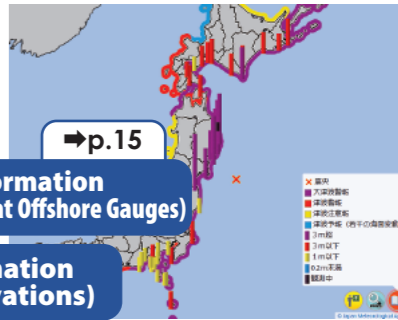 ➡p.15
ormation
at Offshore Gauges)
nation
vations)
× 震央
大津波警報
津波警報
津波注意報
津波予報（若干の海面変動）
3m超
3m以下
1m以下
0.2m未満
観測中